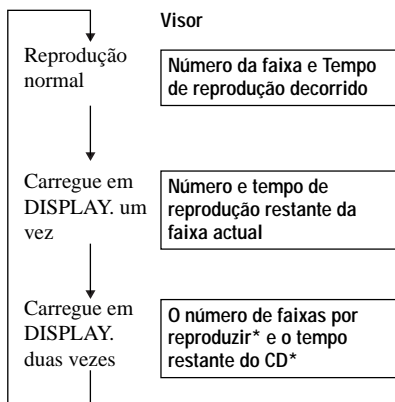 Visor
Reprodução
normal
Número da faixa e Tempo
de reprodução decorrido
Carregue em
DISPLAY. um
vez
Número e tempo de
reprodução restante da
faixa actual
Carregue em
DISPLAY.
duas vezes
O número de faixas por
reproduzir* e o tempo
restante do CD*